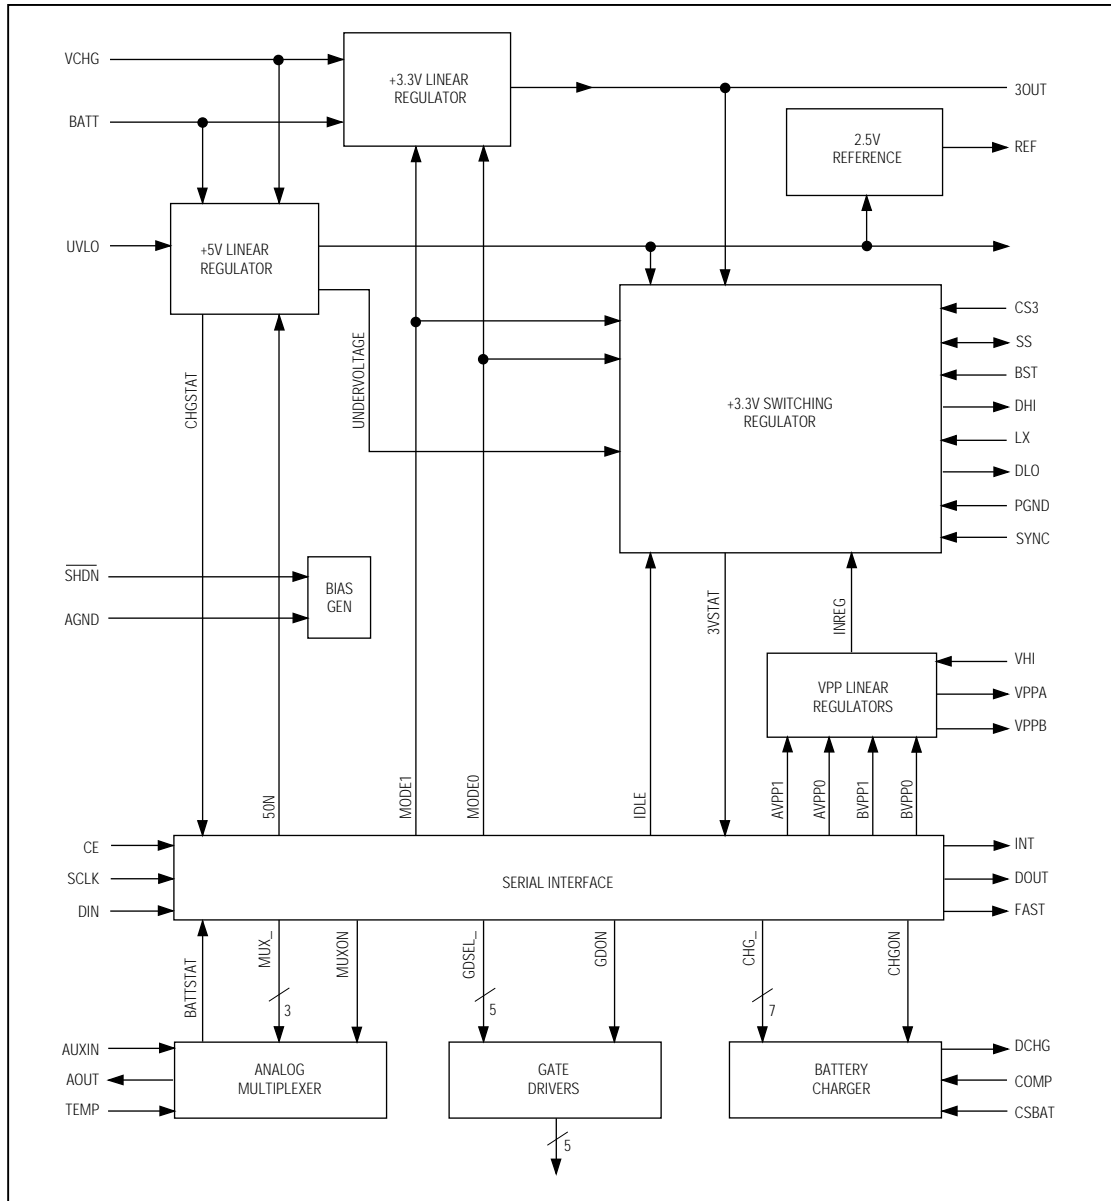 VCHG
+3.3V LINEAR
REGULATOR
3OUT
BATT
2.5V
REFERENCE
REF
UVLO
+5V LINEAR
REGULATOR
CS3
SS
BST
DHI
LX
DLO
PGND
SYNC
CHGSTAT
UNDERVOLTAGE
+3.3V SWITCHING
REGULATOR
SHDN
AGND
BIAS
GEN
3VSTAT
INREG
VHI
VPPA
VPPB
VPP LINEAR
REGULATORS
50N
MODE1
MODE0
IDLE
AVPP1
AVPP0
BVPP1
BVPP0
CE
SCLK
DIN
SERIAL INTERFACE
INT
DOUT
FAST
BATTSTAT
MUX_
3
MUXON
GDSEL_
5
GDON
CHG_
7
CHGON
AUXIN
AOUT
TEMP
ANALOG
MULTIPLEXER
GATE
DRIVERS
5
BATTERY
CHARGER
DCHG
COMP
CSBAT